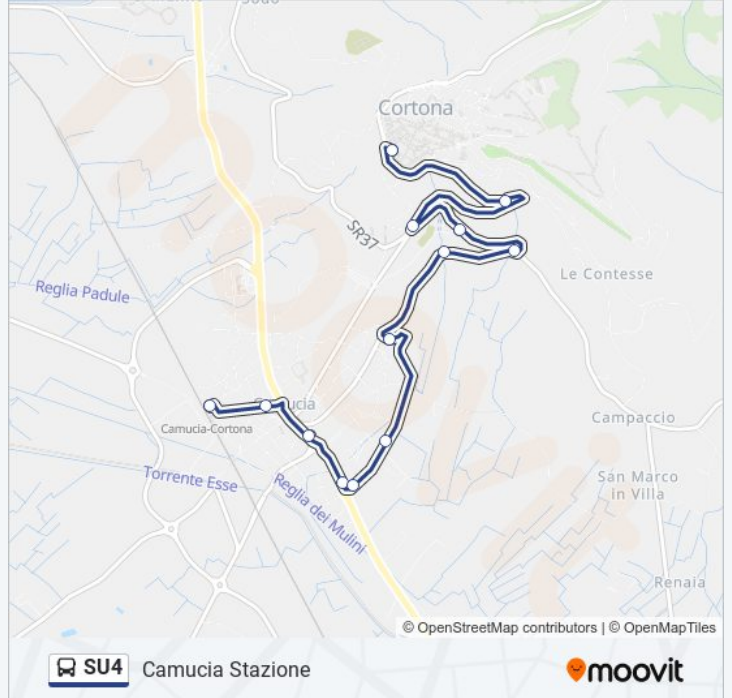 Sodo
Cortona
SR37
Le Contesse
Reglia Padule
Camucia-Cortona
Campaccio
Torrente Esse
Reglia dei Mulini
San Marco
in Villa
Renaia
© OpenStreetMap contributors | © OpenMapTiles
SU4 Camucia Stazione
moovit